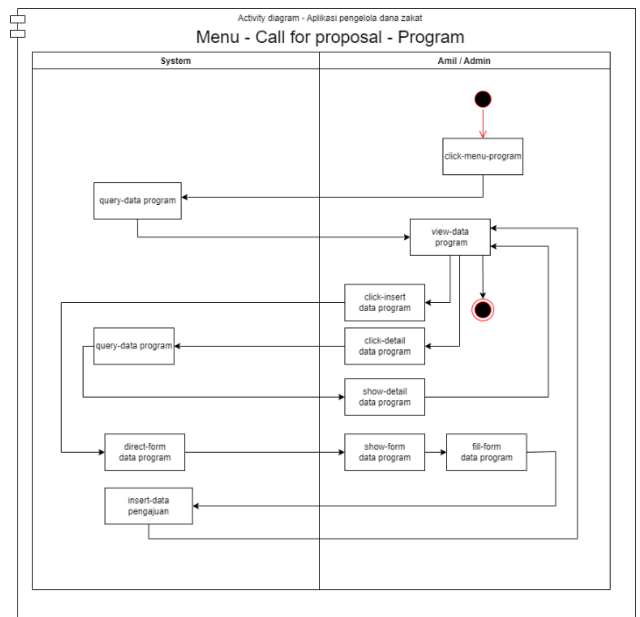 Activity diagram - Aplikasi pengelola dana zakat
Menu - Call for proposal - Program
System
Amil / Admin
click-menu-program
query-data program
view-data
program
click-insert
data program
click-detail
data program
query-data program
show-detail
data program
direct-form
data program
show-form
data program
fill-form
data program
insert-data
pengajuan